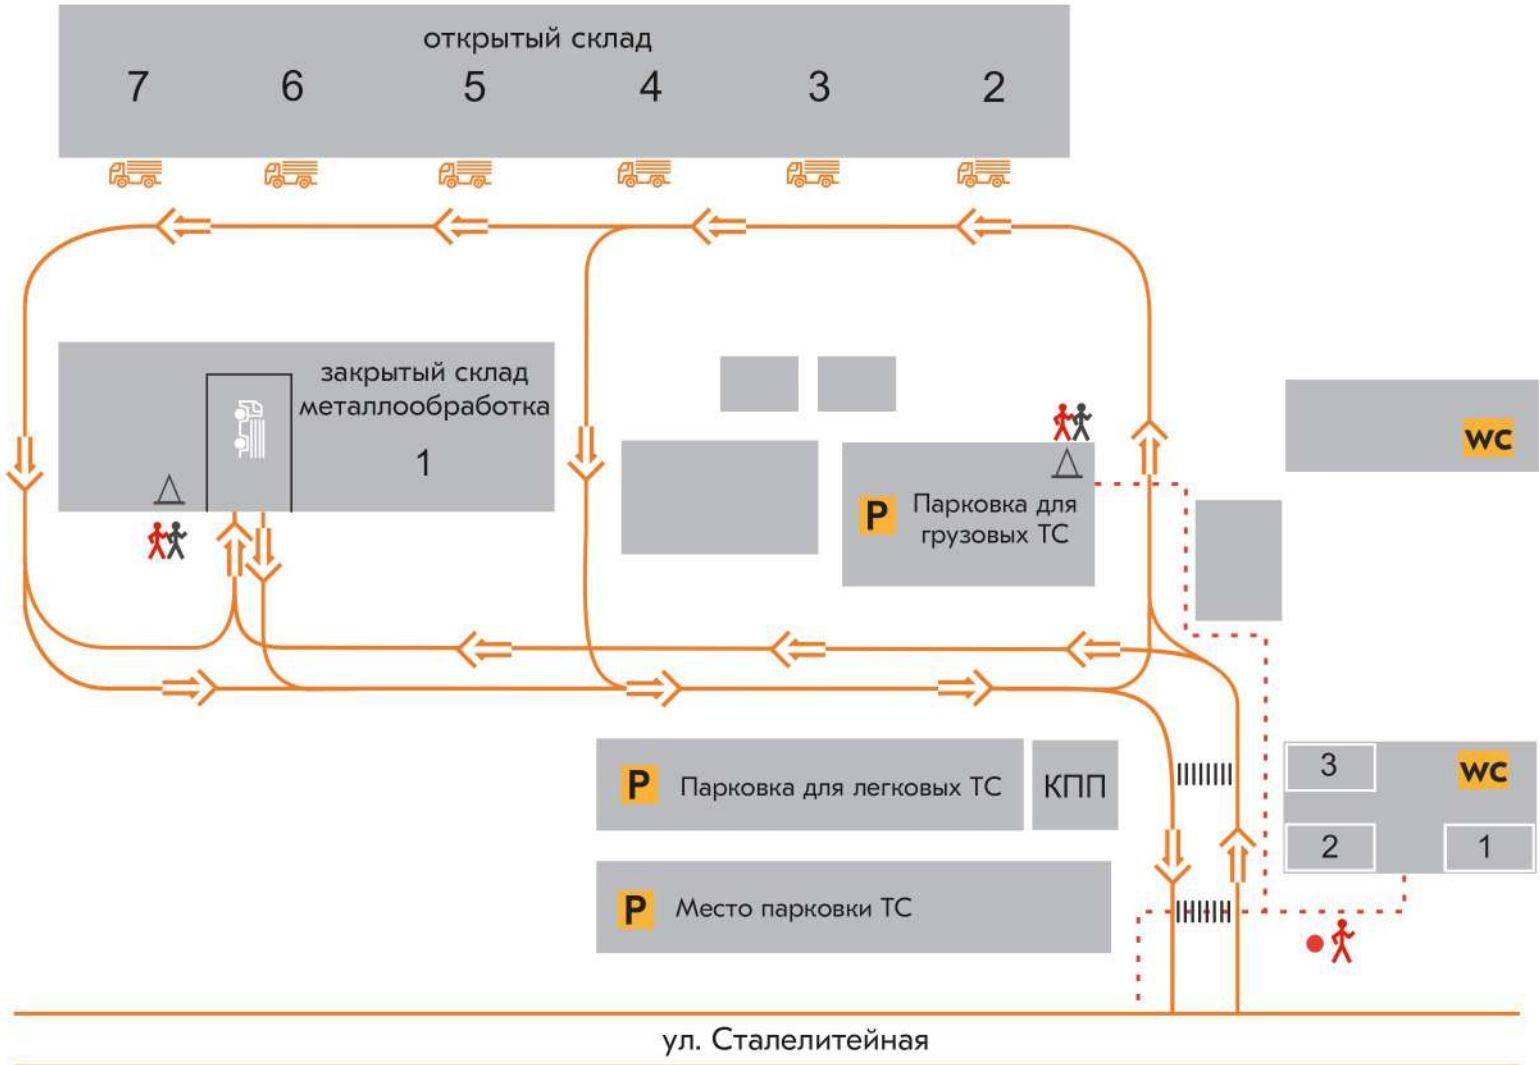 открытый склад
7 6 5 4 3 2
закрытый склад
металлообработка
1
WC
P Парковка для
грузовых ТС
P Парковка для легковых ТС
КПП
3
WC
2
1
P Место парковки ТС
ул. Сталелитейная